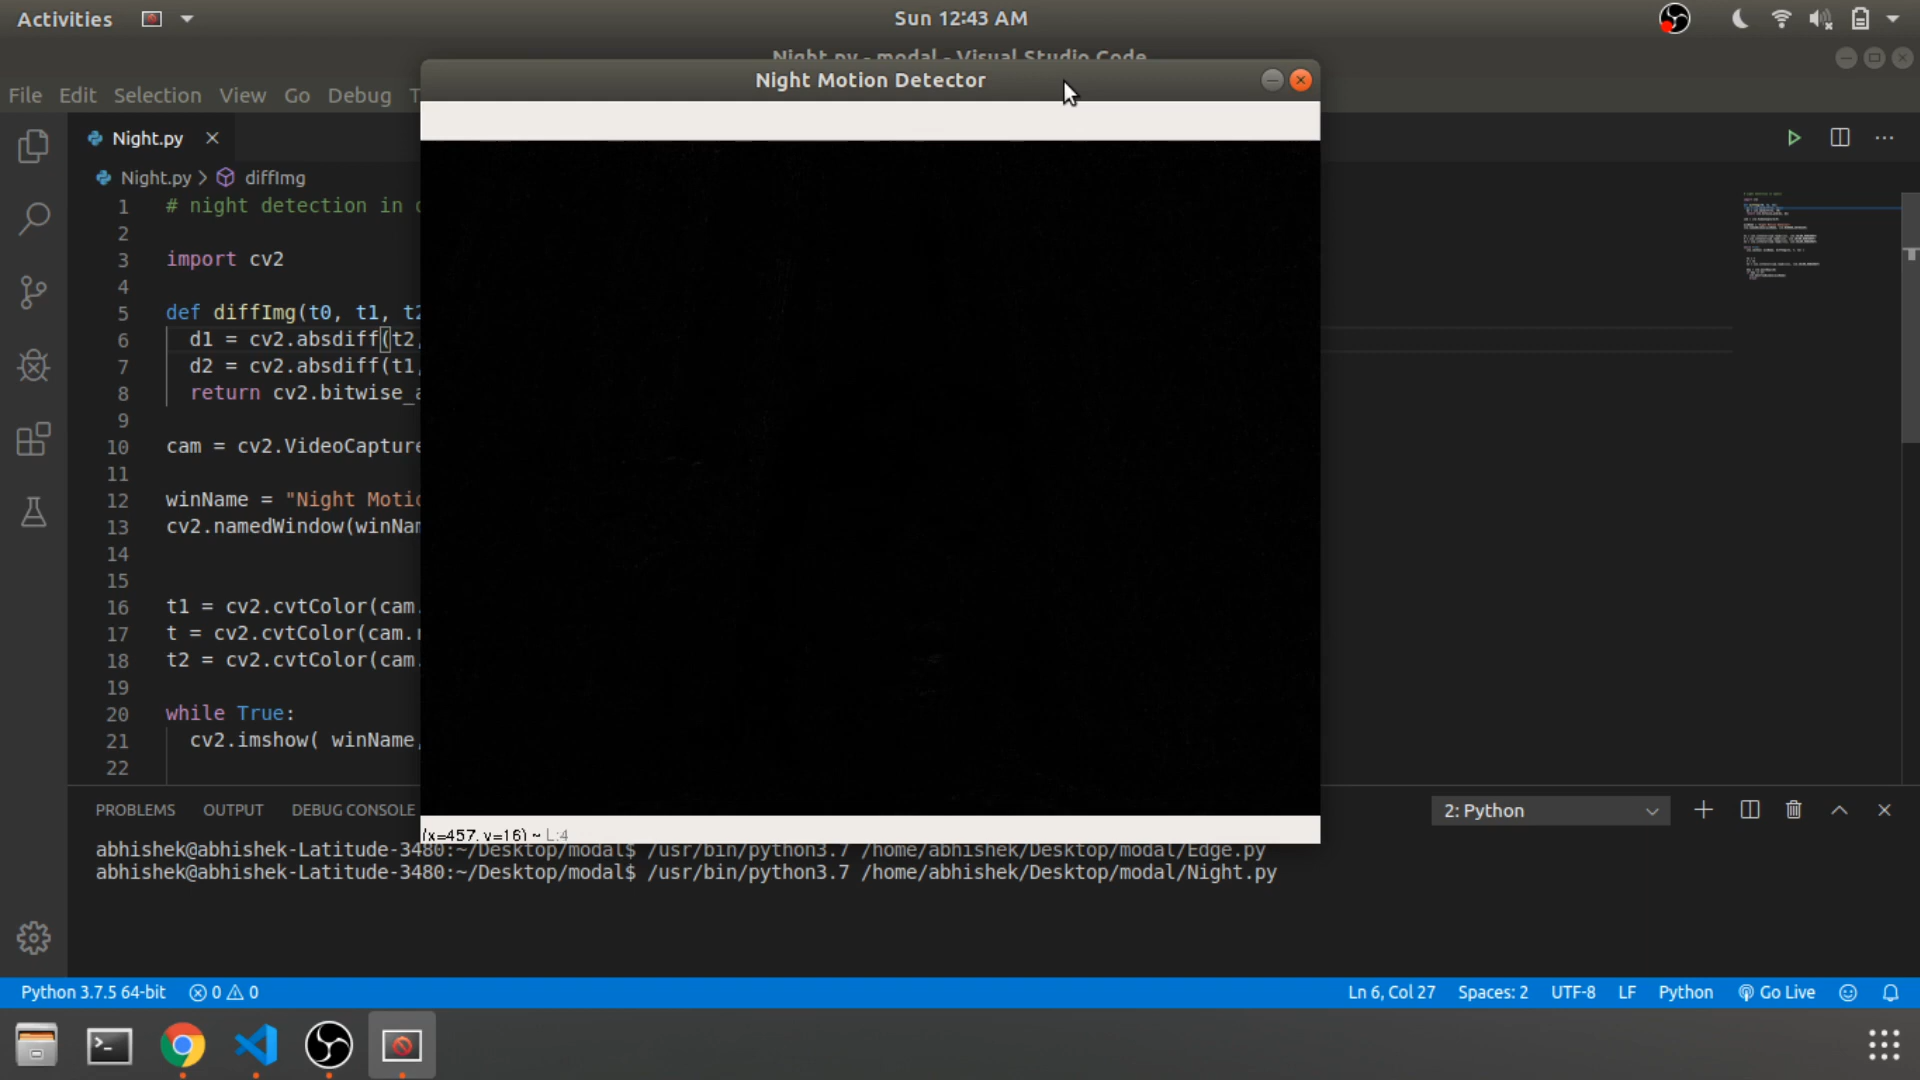 Activities
Sun 12:43 AM
Night.py - modal - Visual Studio Code
Night Motion Detector
File Edit Selection View Go Debug T
Night.py
Night.py > diffImg
1 # night detection in
2
3 import cv2
4
5 def diffImg(t0, t1, t2
6 d1 = cv2.absdiff(t2,
7 d2 = cv2.absdiff(t1,
8 return cv2.bitwise_a
9
10 cam = cv2.VideoCapture
11
12 winName = "Night Motio
13 cv2.namedWindow(winNam
14
15
16 t1 = cv2.cvtColor(cam.
17 t = cv2.cvtColor(cam.r
18 t2 = cv2.cvtColor(cam.
19
20 while True:
21 cv2.imshow( winName,
22
(x=457, y=16) ~ L:4
PROBLEMS OUTPUT DEBUG CONSOLE 2: Python
abhishek@abhishek-Latitude-3480:~/Desktop/modal$ /usr/bin/python3.7 /home/abhishek/Desktop/modal/Edge.py
abhishek@abhishek-Latitude-3480:~/Desktop/modal$ /usr/bin/python3.7 /home/abhishek/Desktop/modal/Night.py
Python 3.7.5 64-bit 0 0 Ln 6, Col 27 Spaces: 2 UTF-8 LF Python Go Live